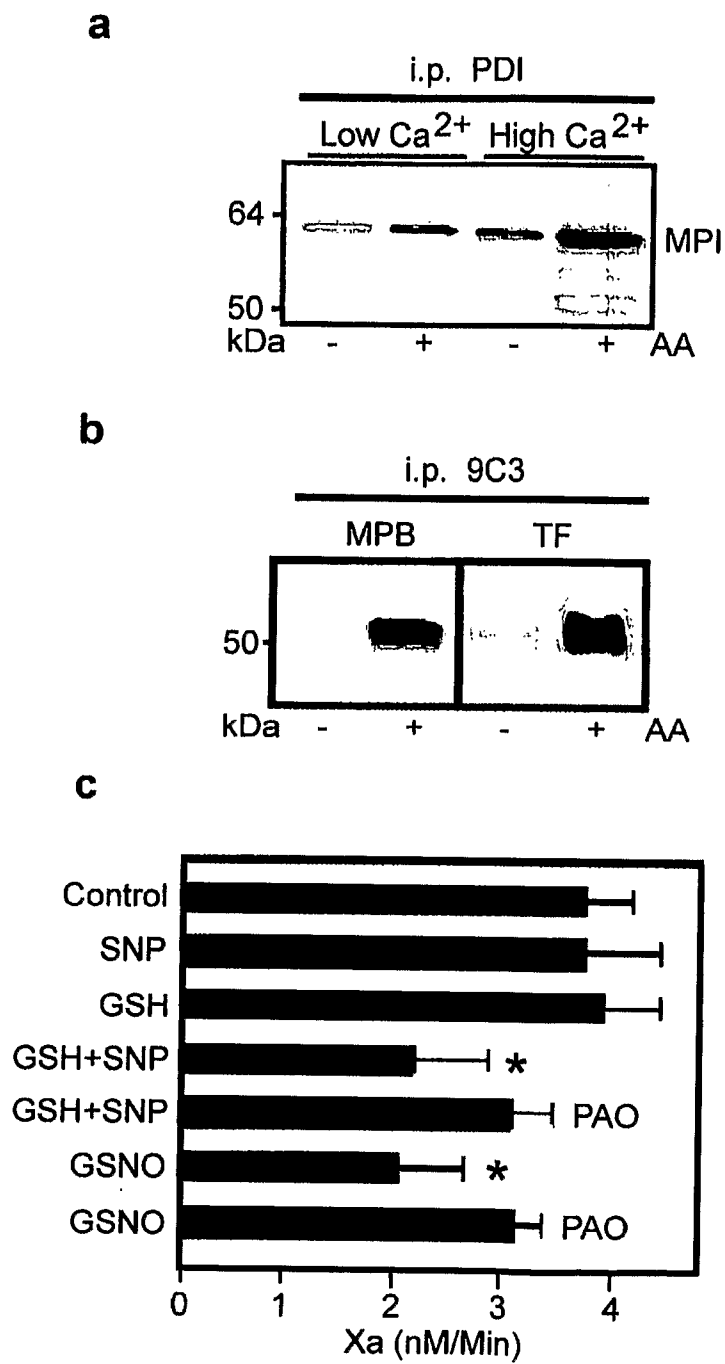 a
i.p. PDI
Low Ca2+ High Ca2+
64
MPI
50
kDa - + - + AA
b
i.p. 9C3
MPB TF
50
kDa - + - + AA
c
Control
SNP
GSH
GSH+SNP *
GSH+SNP PAO
GSNO *
GSNO PAO
0 1 2 3 4
Xa (nM/Min)